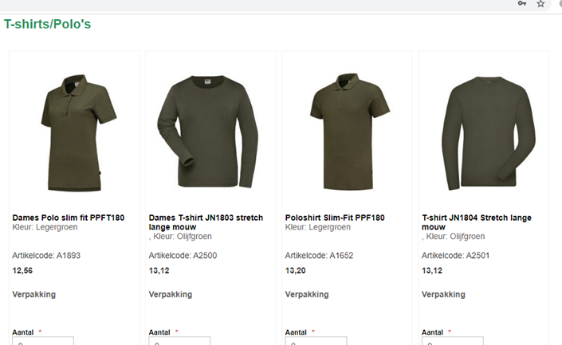 T-shirts/Polo's
Dames Polo slim fit PPFT180
Kleur: Legergroen
Artikelcode: A1893
12,56
Verpakking
Aantal *
Dames T-shirt JN1803 stretch
lange mouw
, Kleur: Olijfgroen
Artikelcode: A2500
13,12
Verpakking
Aantal *
Poloshirt Slim-Fit PPF180
Kleur: Legergroen
Artikelcode: A1652
13,20
Verpakking
Aantal *
T-shirt JN1804 Stretch lange
mouw
, Kleur: Olijfgroen
Artikelcode: A2501
13,12
Verpakking
Aantal *